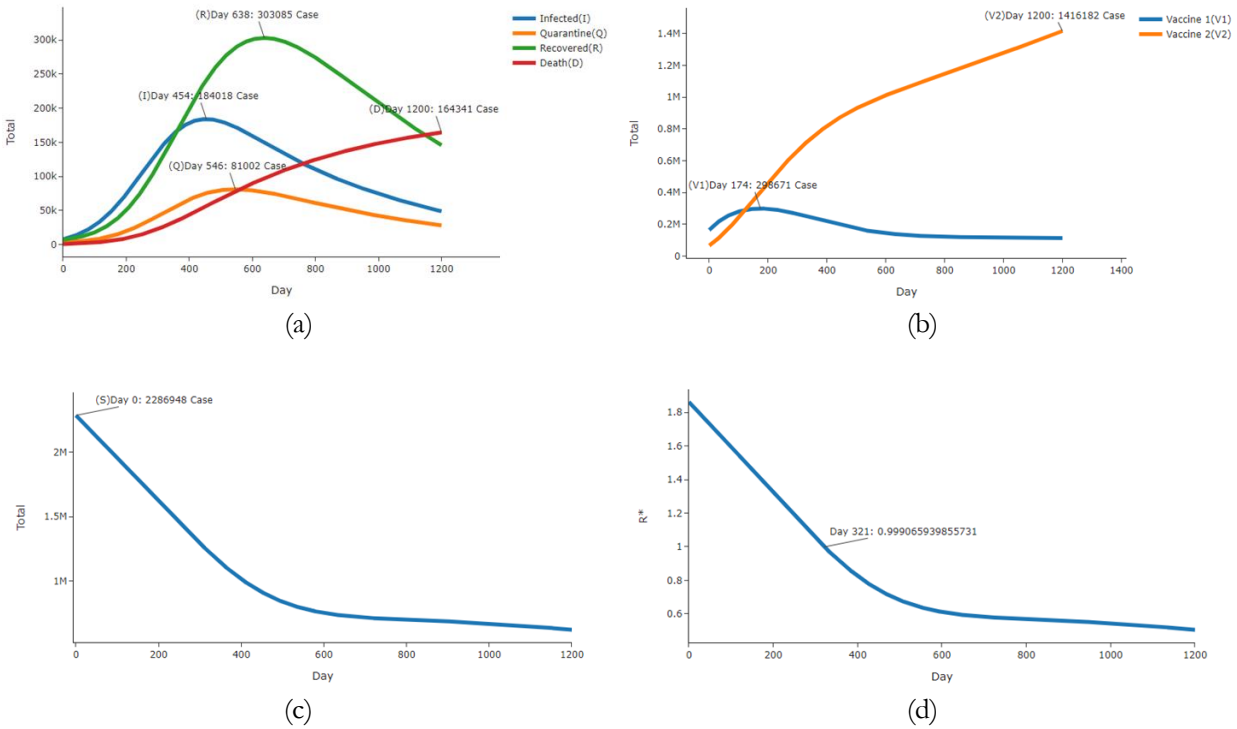 (R)Day 638: 303085 Case
Infected(I)
Quarantine(Q)
Recovered(R)
Death(D)
300k
250k
200k
150k
100k
50k
0
(I)Day 454: 184018 Case
(D)Day 1200: 164341 Case
(Q)Day 546: 81002 Case
Total
0 200 400 600 800 1000 1200
Day
(a)
(V2)Day 1200: 1416182 Case
Vaccine 1(V1)
Vaccine 2(V2)
1.4M
1.2M
1M
0.8M
0.6M
0.4M
0.2M
0
(V1)Day 174: 298671 Case
Total
0 200 400 600 800 1000 1200 1400
Day
(b)
(S)Day 0: 2286948 Case
2M
1.5M
1M
Total
0 200 400 600 800 1000 1200
Day
(c)
1.8
1.6
1.4
1.2
1
0.8
0.6
R*
Day 321: 0.999065939855731
0 200 400 600 800 1000 1200
Day
(d)